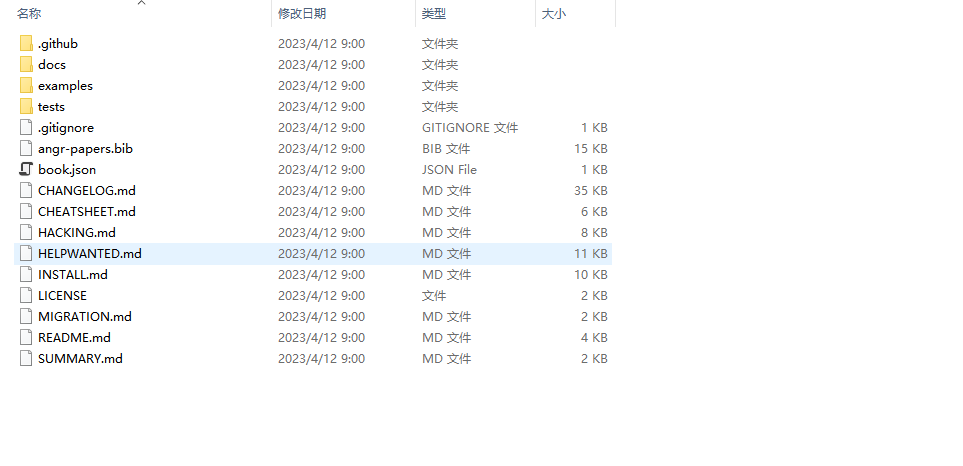 名称 修改日期 类型 大小
.github 2023/4/12 9:00 文件夹
docs 2023/4/12 9:00 文件夹
examples 2023/4/12 9:00 文件夹
tests 2023/4/12 9:00 文件夹
.gitignore 2023/4/12 9:00 GITIGNORE 文件 1 KB
angr-papers.bib 2023/4/12 9:00 BIB 文件 15 KB
book.json 2023/4/12 9:00 JSON File 1 KB
CHANGELOG.md 2023/4/12 9:00 MD 文件 35 KB
CHEATSHEET.md 2023/4/12 9:00 MD 文件 6 KB
HACKING.md 2023/4/12 9:00 MD 文件 8 KB
HELPWANTED.md 2023/4/12 9:00 MD 文件 11 KB
INSTALL.md 2023/4/12 9:00 MD 文件 10 KB
LICENSE 2023/4/12 9:00 文件 2 KB
MIGRATION.md 2023/4/12 9:00 MD 文件 2 KB
README.md 2023/4/12 9:00 MD 文件 4 KB
SUMMARY.md 2023/4/12 9:00 MD 文件 2 KB